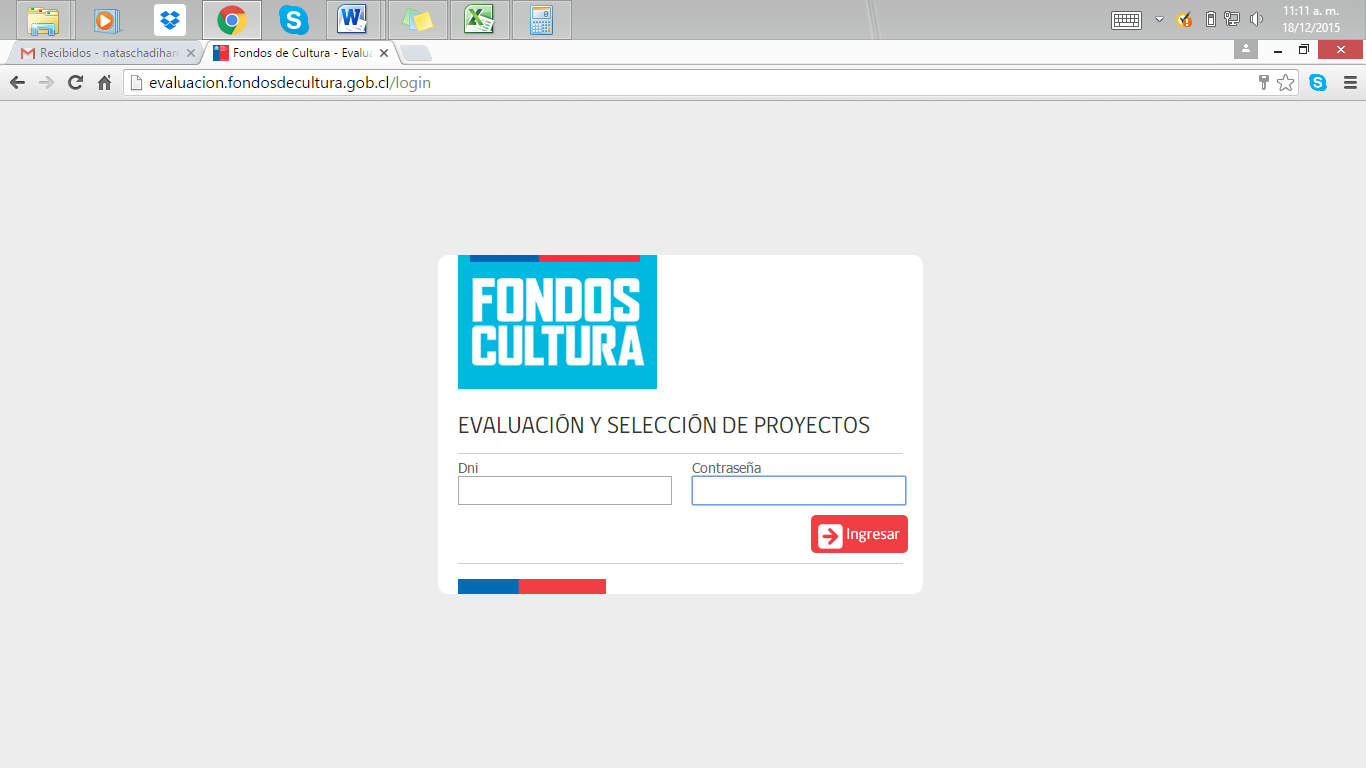 11:11 a. m.
18/12/2015
Recibidos - nataschadihar
Fondos de Cultura - Evalua
evaluacion.fondosdecultura.gob.cl/login
FONDOS
CULTURA
EVALUACIÓN Y SELECCIÓN DE PROYECTOS
Dni
Contraseña
Ingresar